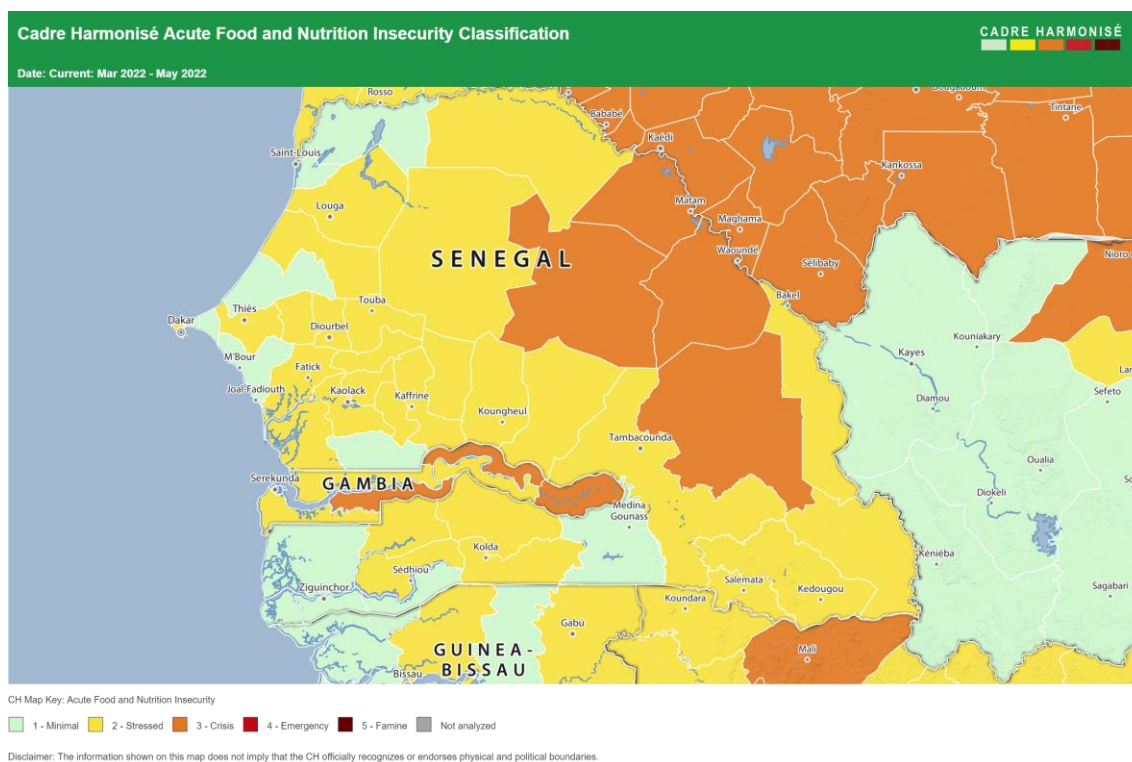 Cadre Harmonisé Acute Food and Nutrition Insecurity Classification
CADRE HARMONISÉ
Date: Current: Mar 2022 - May 2022
Rosso
Bababé
Tintane
Kaédi
Saint-Louis
Kankossa
Matam
Louga
Maghama
Waoundé
SENEGAL
Sélibaby
Nioro
Bakel
Touba
Thiès
Dakar
Diourbel
Kouniakary
Kayes
M'Bour
Fatick
Joal-Fadiouth
Kaolack
Kaffrine
Koungheul
Diamou
Sefeto
Tambacounda
Oualia
Serekunda
GAMBIA
Diokeli
Medina
Gounass
Kolda
Kéniéba
Sédhiou
Ziguinchor
Salemata
Kedougou
Sagabari
Koundara
Gabú
GUINEA-
BISSAU
Mali
Bissau
CH Map Key: Acute Food and Nutrition Insecurity
1 - Minimal 2 - Stressed 3 - Crisis 4 - Emergency 5 - Famine Not analyzed
Disclaimer: The information shown on this map does not imply that the CH officially recognizes or endorses physical and political boundaries.